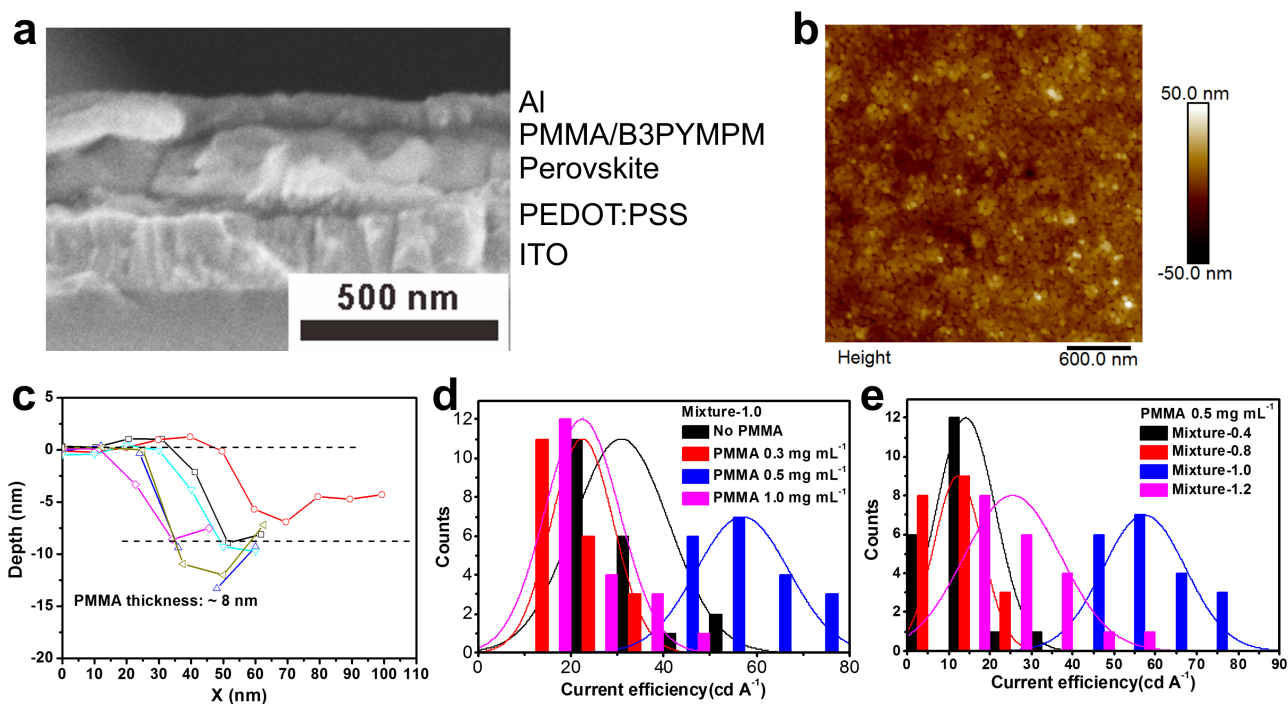 a
Al
PMMA/B3PYMPM
Perovskite
PEDOT:PSS
ITO
500 nm
b
50.0 nm
-50.0 nm
Height
600.0 nm
c
5
0
-5
-10
-15
-20
Depth (nm)
PMMA thickness: ~ 8 nm
0 10 20 30 40 50 60 70 80 90 100 110
X (nm)
d
12
10
8
6
4
2
0
Counts
Mixture-1.0
No PMMA
PMMA 0.3 mg mL⁻¹
PMMA 0.5 mg mL⁻¹
PMMA 1.0 mg mL⁻¹
0 20 40 60 80
Current efficiency(cd A⁻¹)
e
12
10
8
6
4
2
0
Counts
PMMA 0.5 mg mL⁻¹
Mixture-0.4
Mixture-0.8
Mixture-1.0
Mixture-1.2
0 10 20 30 40 50 60 70 80 90
Current efficiency(cd A⁻¹)